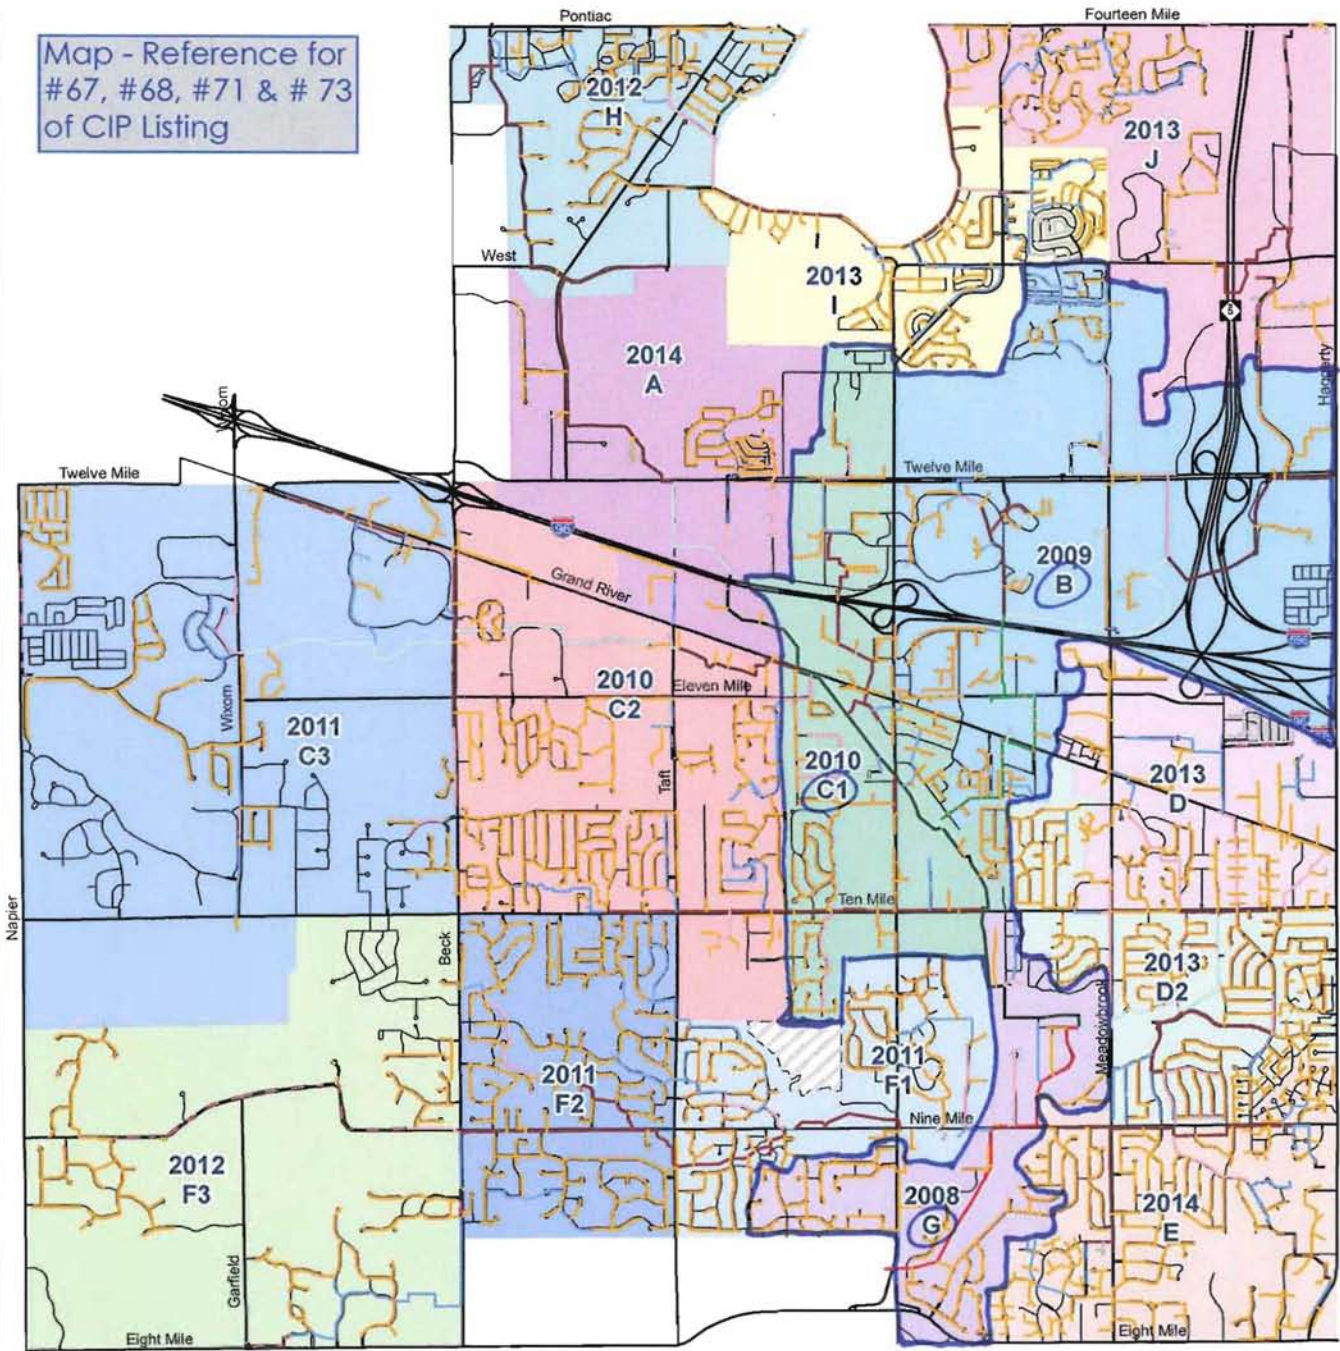 Pontiac
Fourteen Mile
Map - Reference for
#67, #68, #71 & # 73
of CIP Listing
2012
H
2013
J
West
2013
I
5
2014
A
Haggerty
Twelve Mile
Twelve Mile
96
2009
B
Grand River
2010
C2
Eleven Mile
Wixom
2011
C3
Taft
2010
C1
2013
D
Ten Mile
Napier
Beck
2013
D2
Meadowbrook
2011
F2
2011
F1
Nine Mile
2012
F3
2008
G
2014
E
Garfield
Eight Mile
Eight Mile